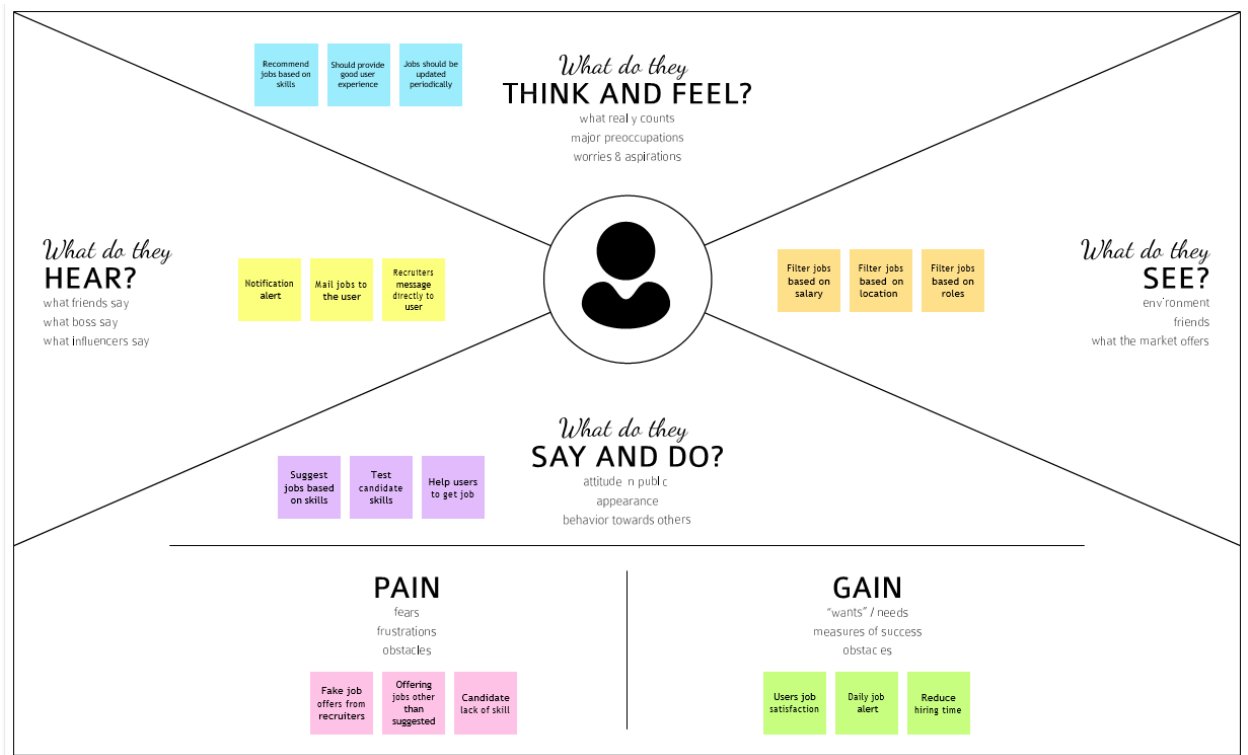 Recommend
jobs based on
skills
Should provide
good user
experience
Jobs should be
updated
periodically
What do they
THINK AND FEEL?
what real y counts
major preoccupations
worries & aspirations
What do they
HEAR?
what friends say
what boss say
what influencers say
Notification
alert
Mail jobs to
the user
Recruiters
message
directly to
user
Filter jobs
based on
salary
Filter jobs
based on
location
Filter jobs
based on
roles
What do they
SEE?
env'ronment
friends
what the market offers
What do they
SAY AND DO?
attitude n publ c
appearance
behavior towards others
Suggest
jobs based
on skills
Test
candidate
skills
Help users
to get job
PAIN
fears
frustrations
obstacles
Fake job
offers from
recruiters
Offering
jobs other
than
suggested
Candidate
lack of skill
GAIN
"wants" / needs
measures of success
obstac es
Users job
satisfaction
Daily job
alert
Reduce
hiring time